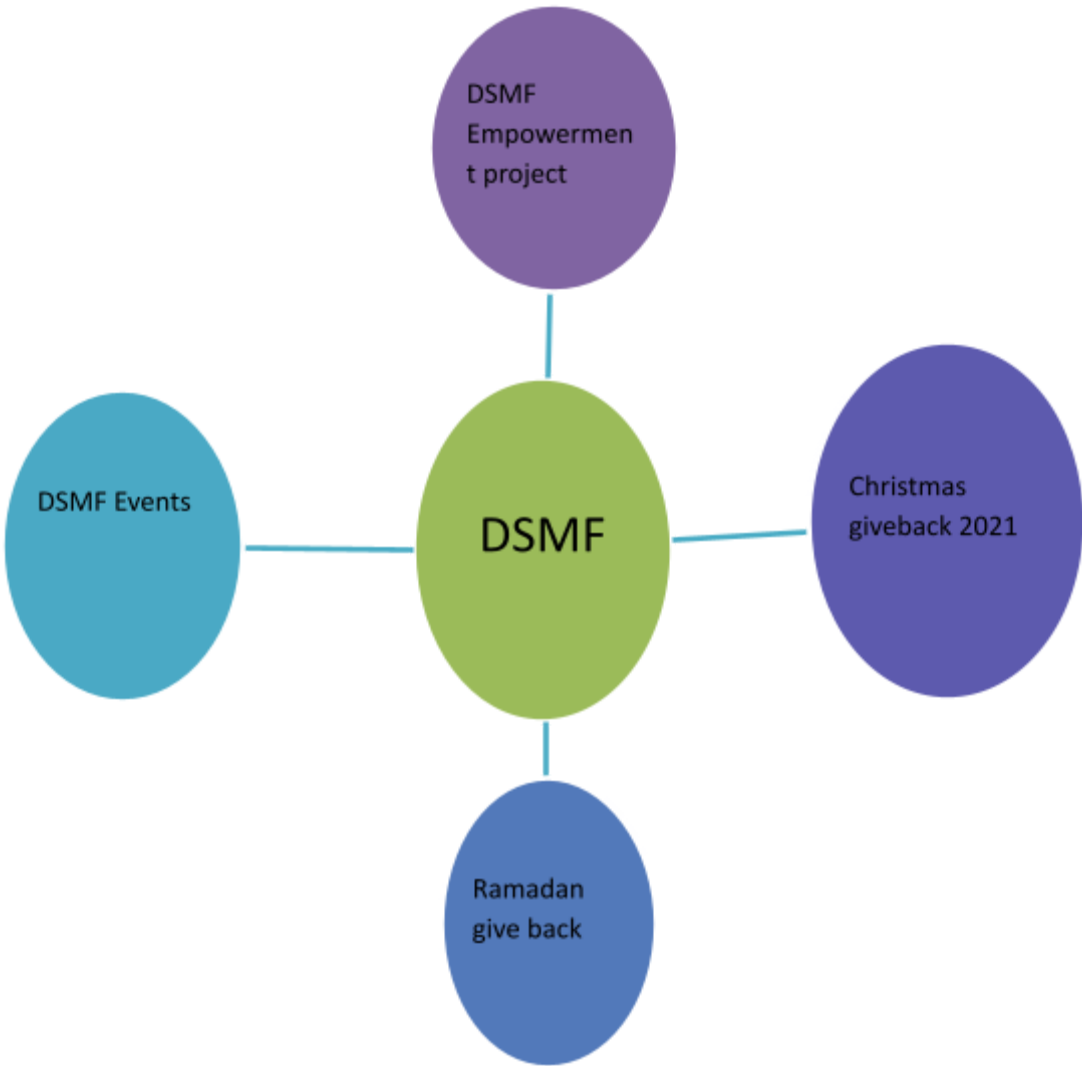 DSMF
Empowermen
t project
DSMF Events
DSMF
Christmas
giveback 2021
Ramadan
give back